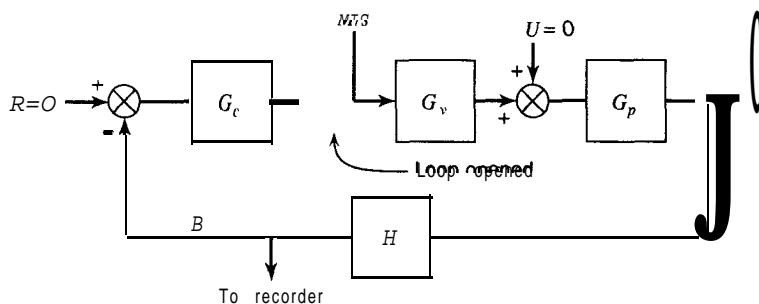 MTS
U = 0
+
R=O
+
G_c
G_v
+
G_p
-
Loop opened
B
H
To recorder